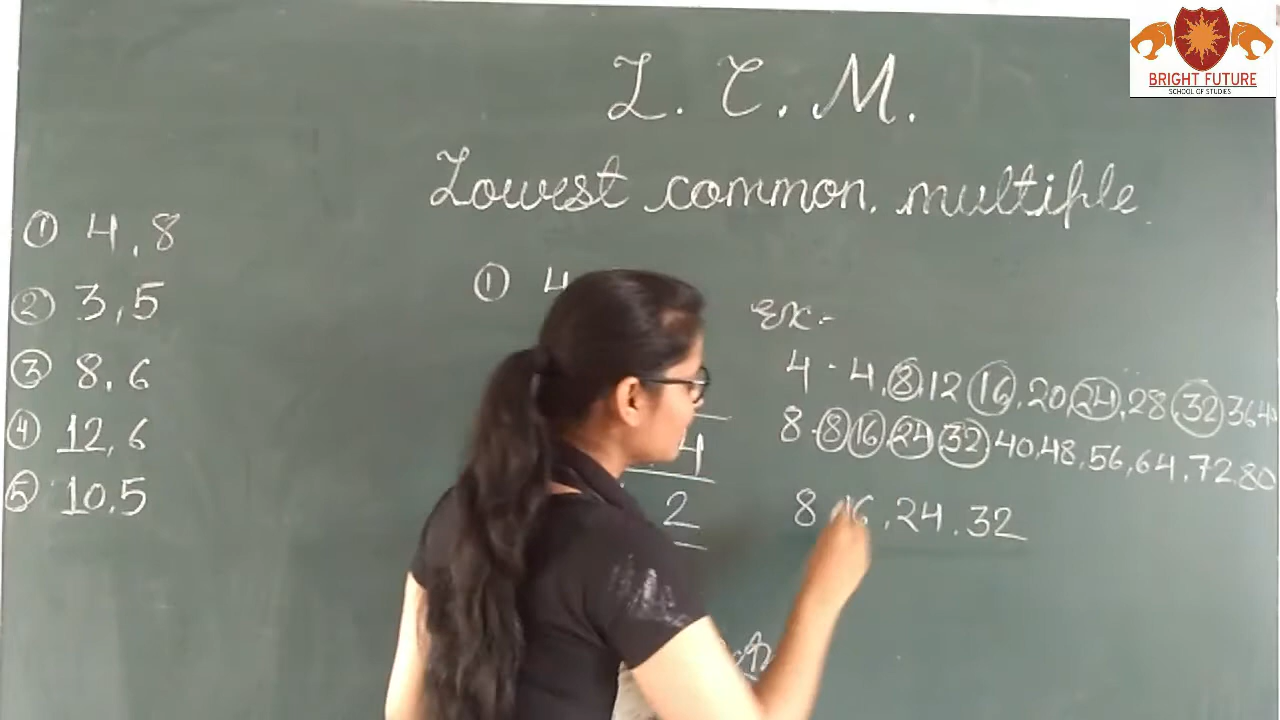 BRIGHT FUTURE
SCHOOL OF STUDIES
L. C. M.
Lowest common. multiple.
① 4, 8
② 3, 5
③ 8, 6
④ 12, 6
⑤ 10, 5
① 4
4
2
Ex:-
4 - 4, 8, 12 16, 20, 24, 28, 32 36 4
8 - 8 16 24 32 40, 48, 56, 64, 72, 80
8, 16, 24, 32